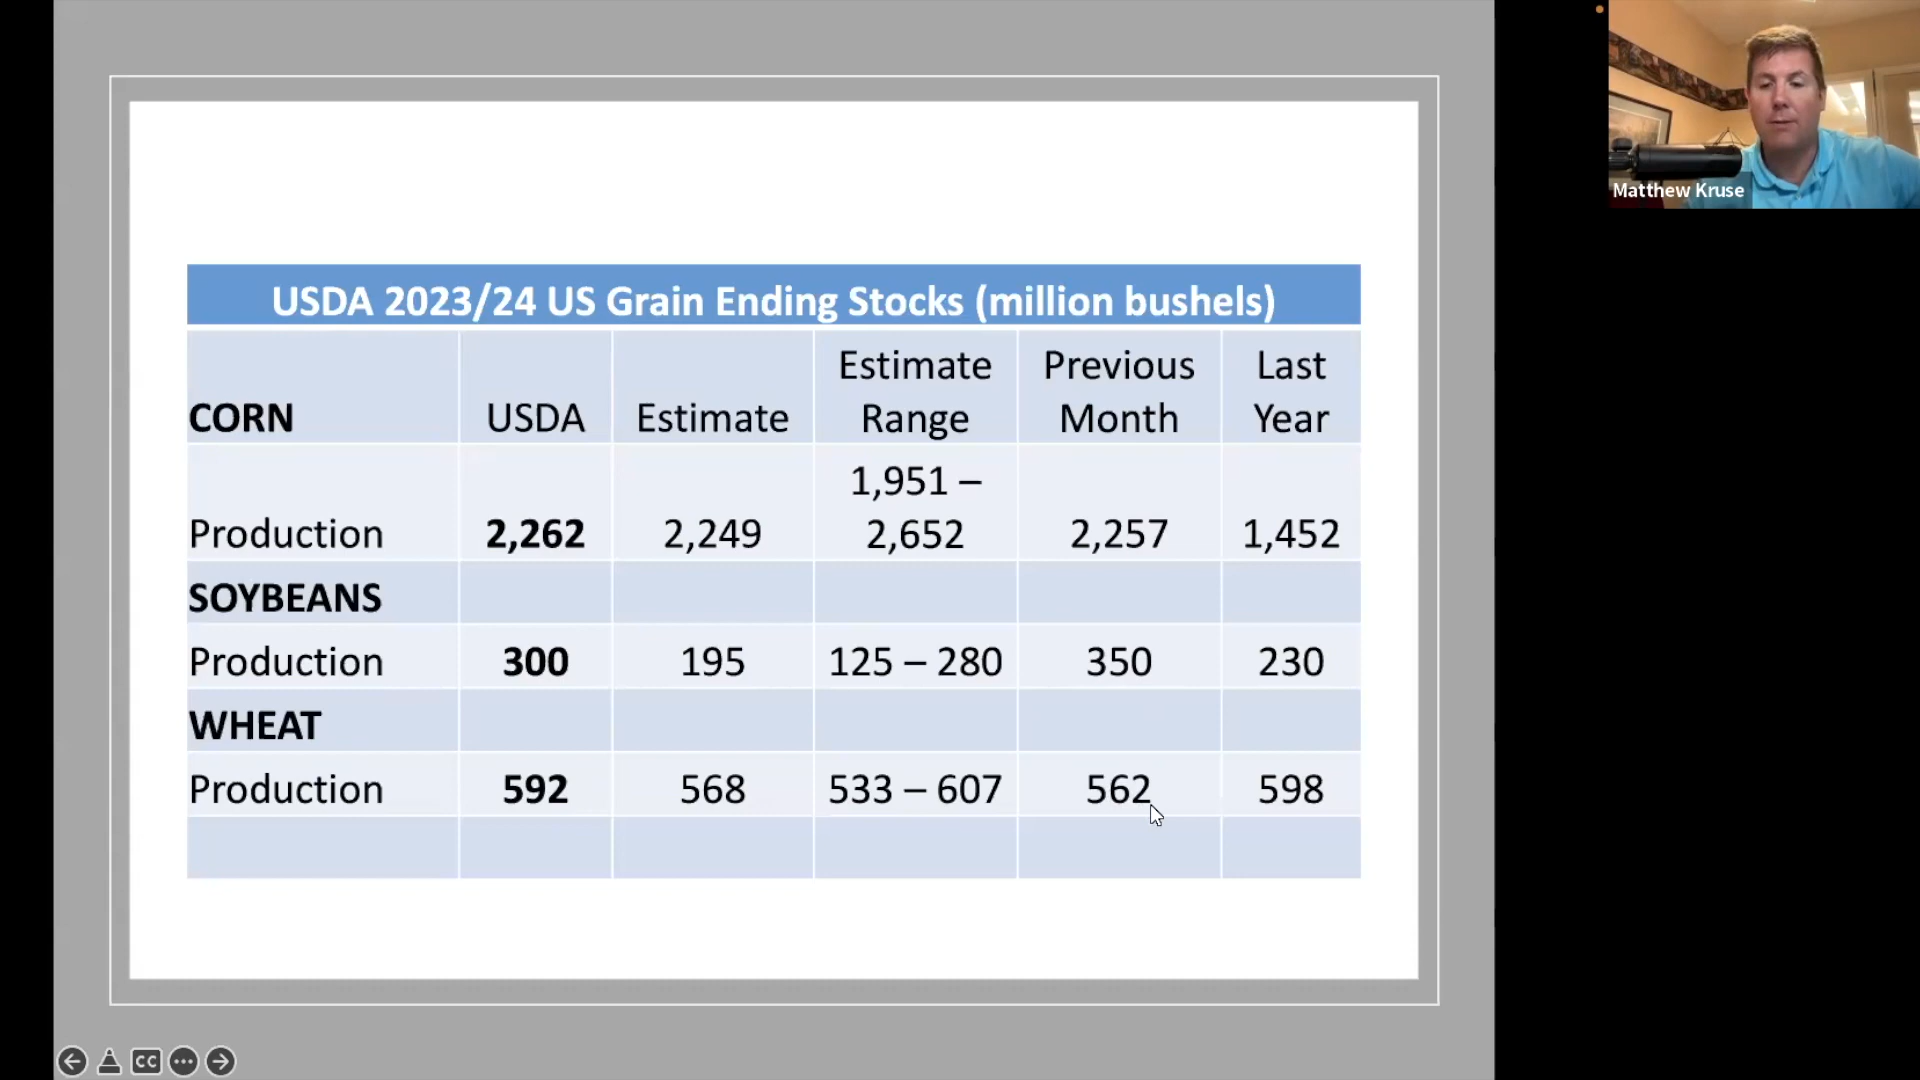 Matthew Kruse
USDA 2023/24 US Grain Ending Stocks (million bushels)
CORN USDA Estimate Estimate Range Previous Month Last Year
Production 2,262 2,249 1,951 – 2,652 2,257 1,452
SOYBEANS
Production 300 195 125 – 280 350 230
WHEAT
Production 592 568 533 – 607 562 598
CC